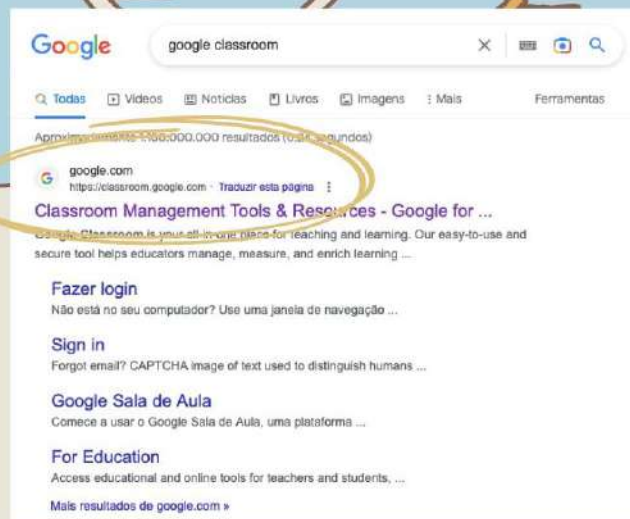 Google
google classroom
Todas Vídeos Notícias Livros Imagens Mais Ferramentas
000.000 resultados
google.com
https://classroom.google.com · Traduzir esta página
Classroom Management Tools & Resources - Google for ...
Google Classroom is your all-in-one place for teaching and learning. Our easy-to-use and
secure tool helps educators manage, measure, and enrich learning ...
Fazer login
Não está no seu computador? Use uma janela de navegação ...
Sign in
Forgot email? CAPTCHA image of text used to distinguish humans ...
Google Sala de Aula
Comece a usar o Google Sala de Aula, uma plataforma ...
For Education
Access educational and online tools for teachers and students, ...
Mais resultados de google.com »